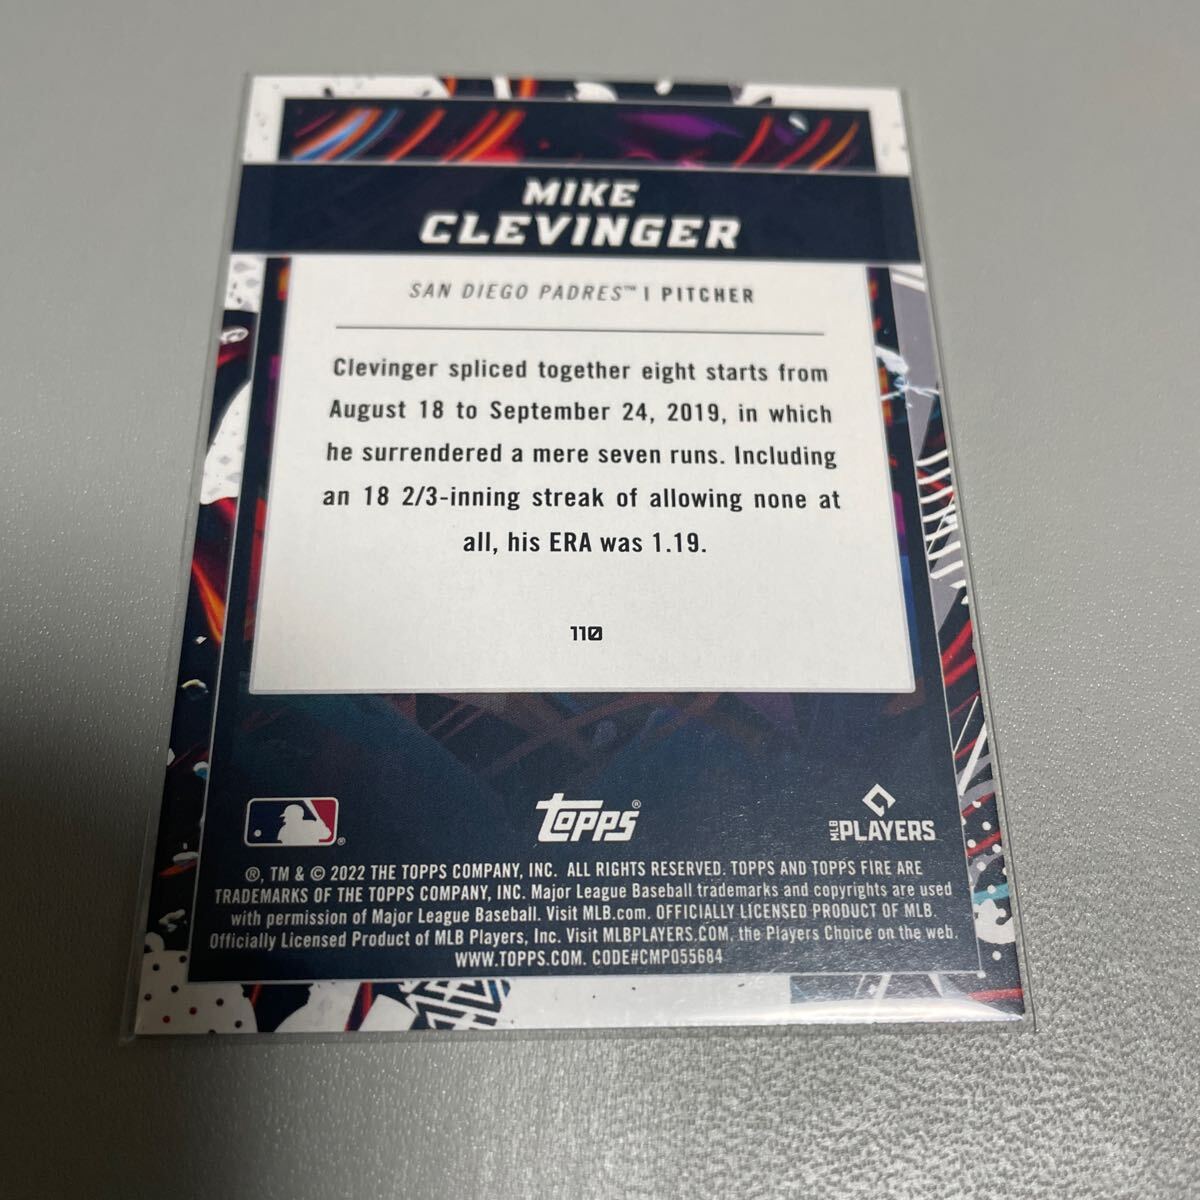 MIKE
CLEVINGER
SAN DIEGO PADRES™ | PITCHER
Clevinger spliced together eight starts from
August 18 to September 24, 2019, in which
he surrendered a mere seven runs. Including
an 18 2/3-inning streak of allowing none at
all, his ERA was 1.19.
110
®
Topps®
MLB PLAYERS
®, TM & © 2022 THE TOPPS COMPANY, INC. ALL RIGHTS RESERVED. TOPPS AND TOPPS FIRE ARE
TRADEMARKS OF THE TOPPS COMPANY, INC. Major League Baseball trademarks and copyrights are used
with permission of Major League Baseball. Visit MLB.com. OFFICIALLY LICENSED PRODUCT OF MLB.
Officially Licensed Product of MLB Players, Inc. Visit MLBPLAYERS.COM, the Players Choice on the web.
WWW.TOPPS.COM. CODE#CMP055684